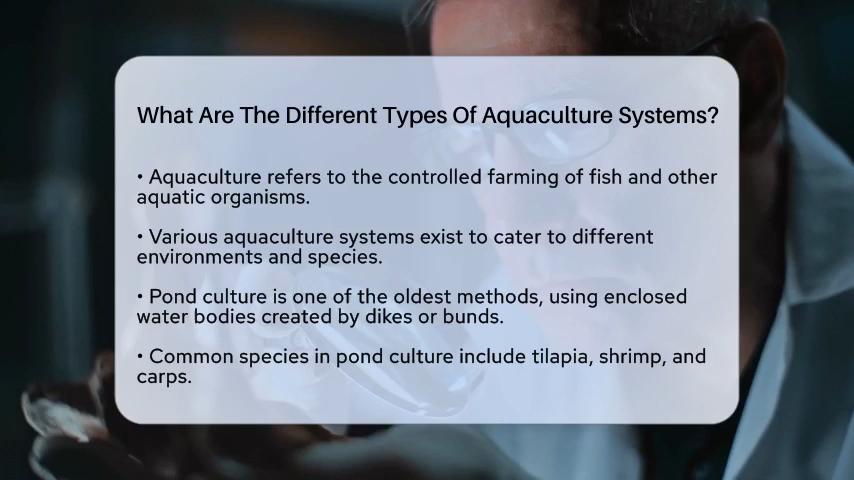 What Are The Different Types Of Aquaculture Systems?
• Aquaculture refers to the controlled farming of fish and other
aquatic organisms.
• Various aquaculture systems exist to cater to different
environments and species.
• Pond culture is one of the oldest methods, using enclosed
water bodies created by dikes or bunds.
• Common species in pond culture include tilapia, shrimp, and
carps.